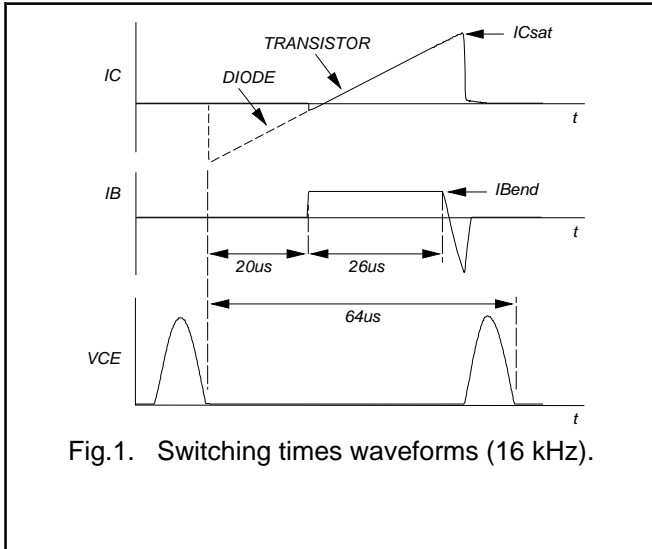 ICsat
TRANSISTOR
IC
DIODE
t
IB
IBend
t
20us
26us
64us
VCE
t
Fig.1. Switching times waveforms (16 kHz).